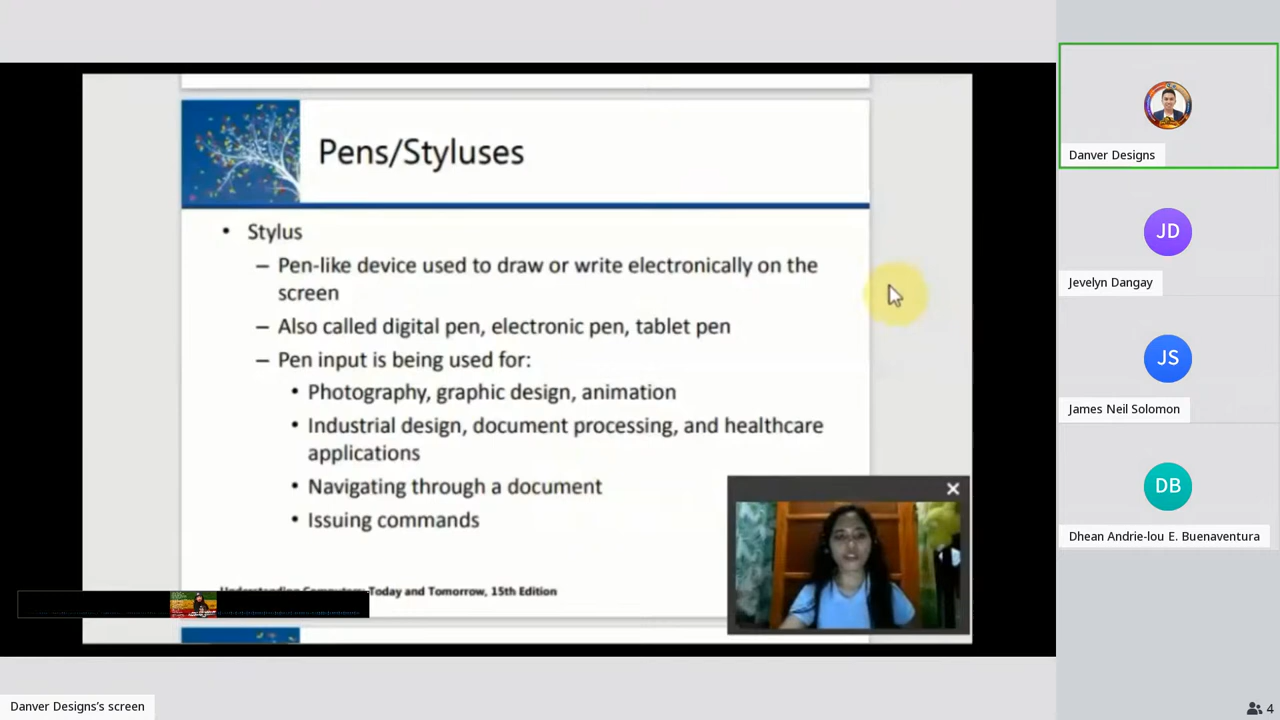 Pens/Styluses
• Stylus
– Pen-like device used to draw or write electronically on the
screen
– Also called digital pen, electronic pen, tablet pen
– Pen input is being used for:
• Photography, graphic design, animation
• Industrial design, document processing, and healthcare
applications
• Navigating through a document
• Issuing commands
Understanding Computers: Today and Tomorrow, 15th Edition
Danver Designs's screen
Danver Designs
JD
Jevelyn Dangay
JS
James Neil Solomon
DB
Dhean Andrie-lou E. Buenaventura
4